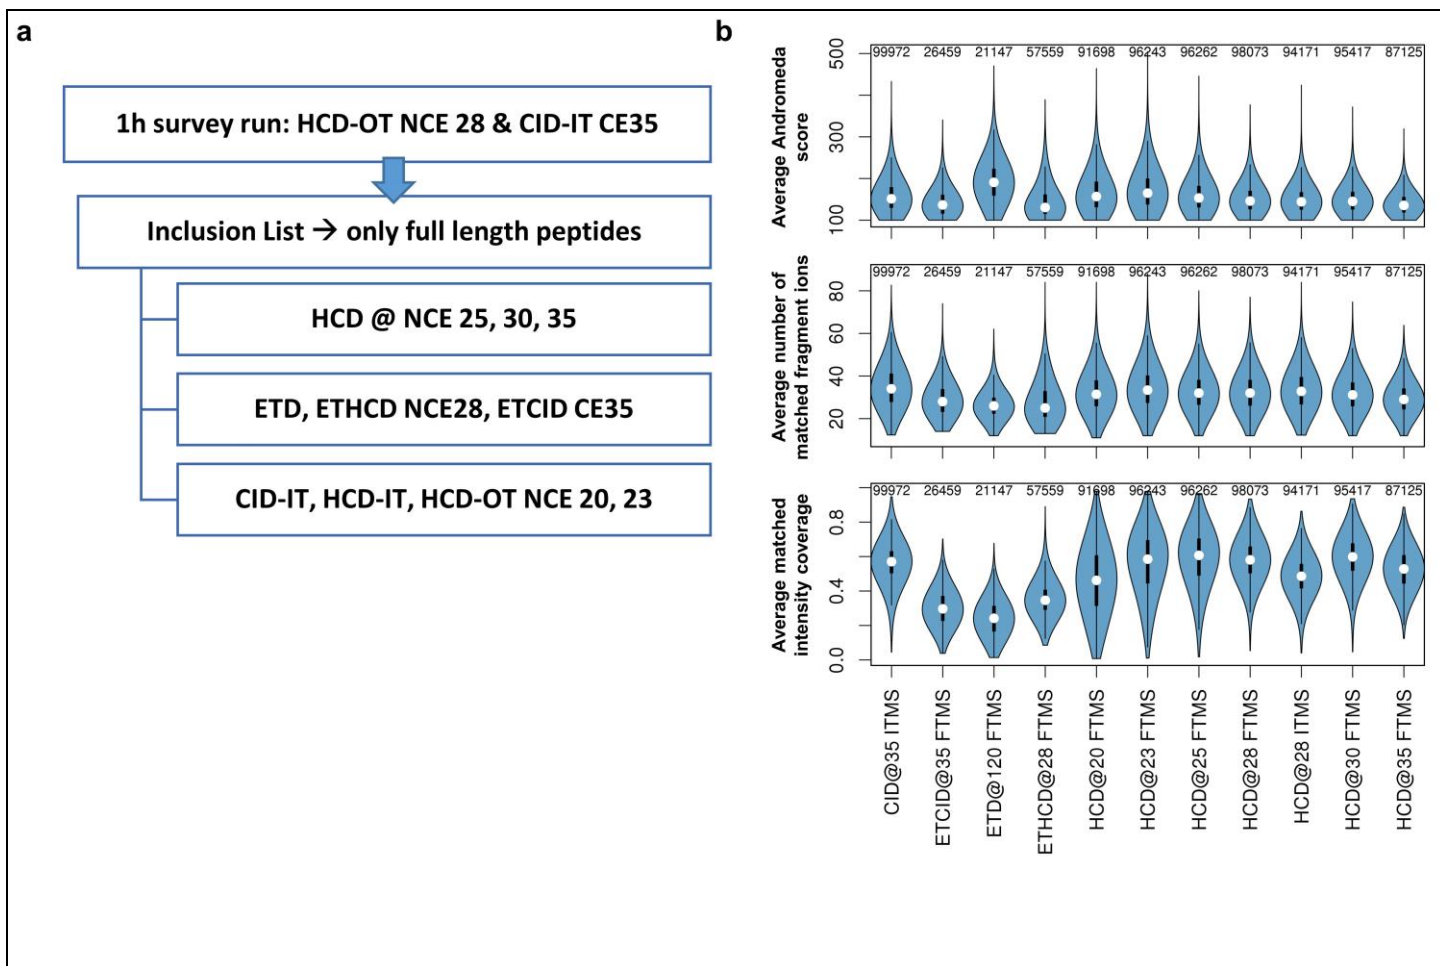 a
1h survey run: HCD-OT NCE 28 & CID-IT CE35
Inclusion List → only full length peptides
HCD @ NCE 25, 30, 35
ETD, ETHCD NCE28, ETCID CE35
CID-IT, HCD-IT, HCD-OT NCE 20, 23
b
Average Andromeda
score
500
300
100
99972 26459 21147 57559 91698 96243 96262 98073 94171 95417 87125
Average number of
matched fragment ions
80
60
40
20
99972 26459 21147 57559 91698 96243 96262 98073 94171 95417 87125
Average matched
intensity coverage
0.8
0.4
0.0
99972 26459 21147 57559 91698 96243 96262 98073 94171 95417 87125
CID@35 ITMS
ETCID@35 FTMS
ETD@120 FTMS
ETHCD@28 FTMS
HCD@20 FTMS
HCD@23 FTMS
HCD@25 FTMS
HCD@28 FTMS
HCD@28 ITMS
HCD@30 FTMS
HCD@35 FTMS